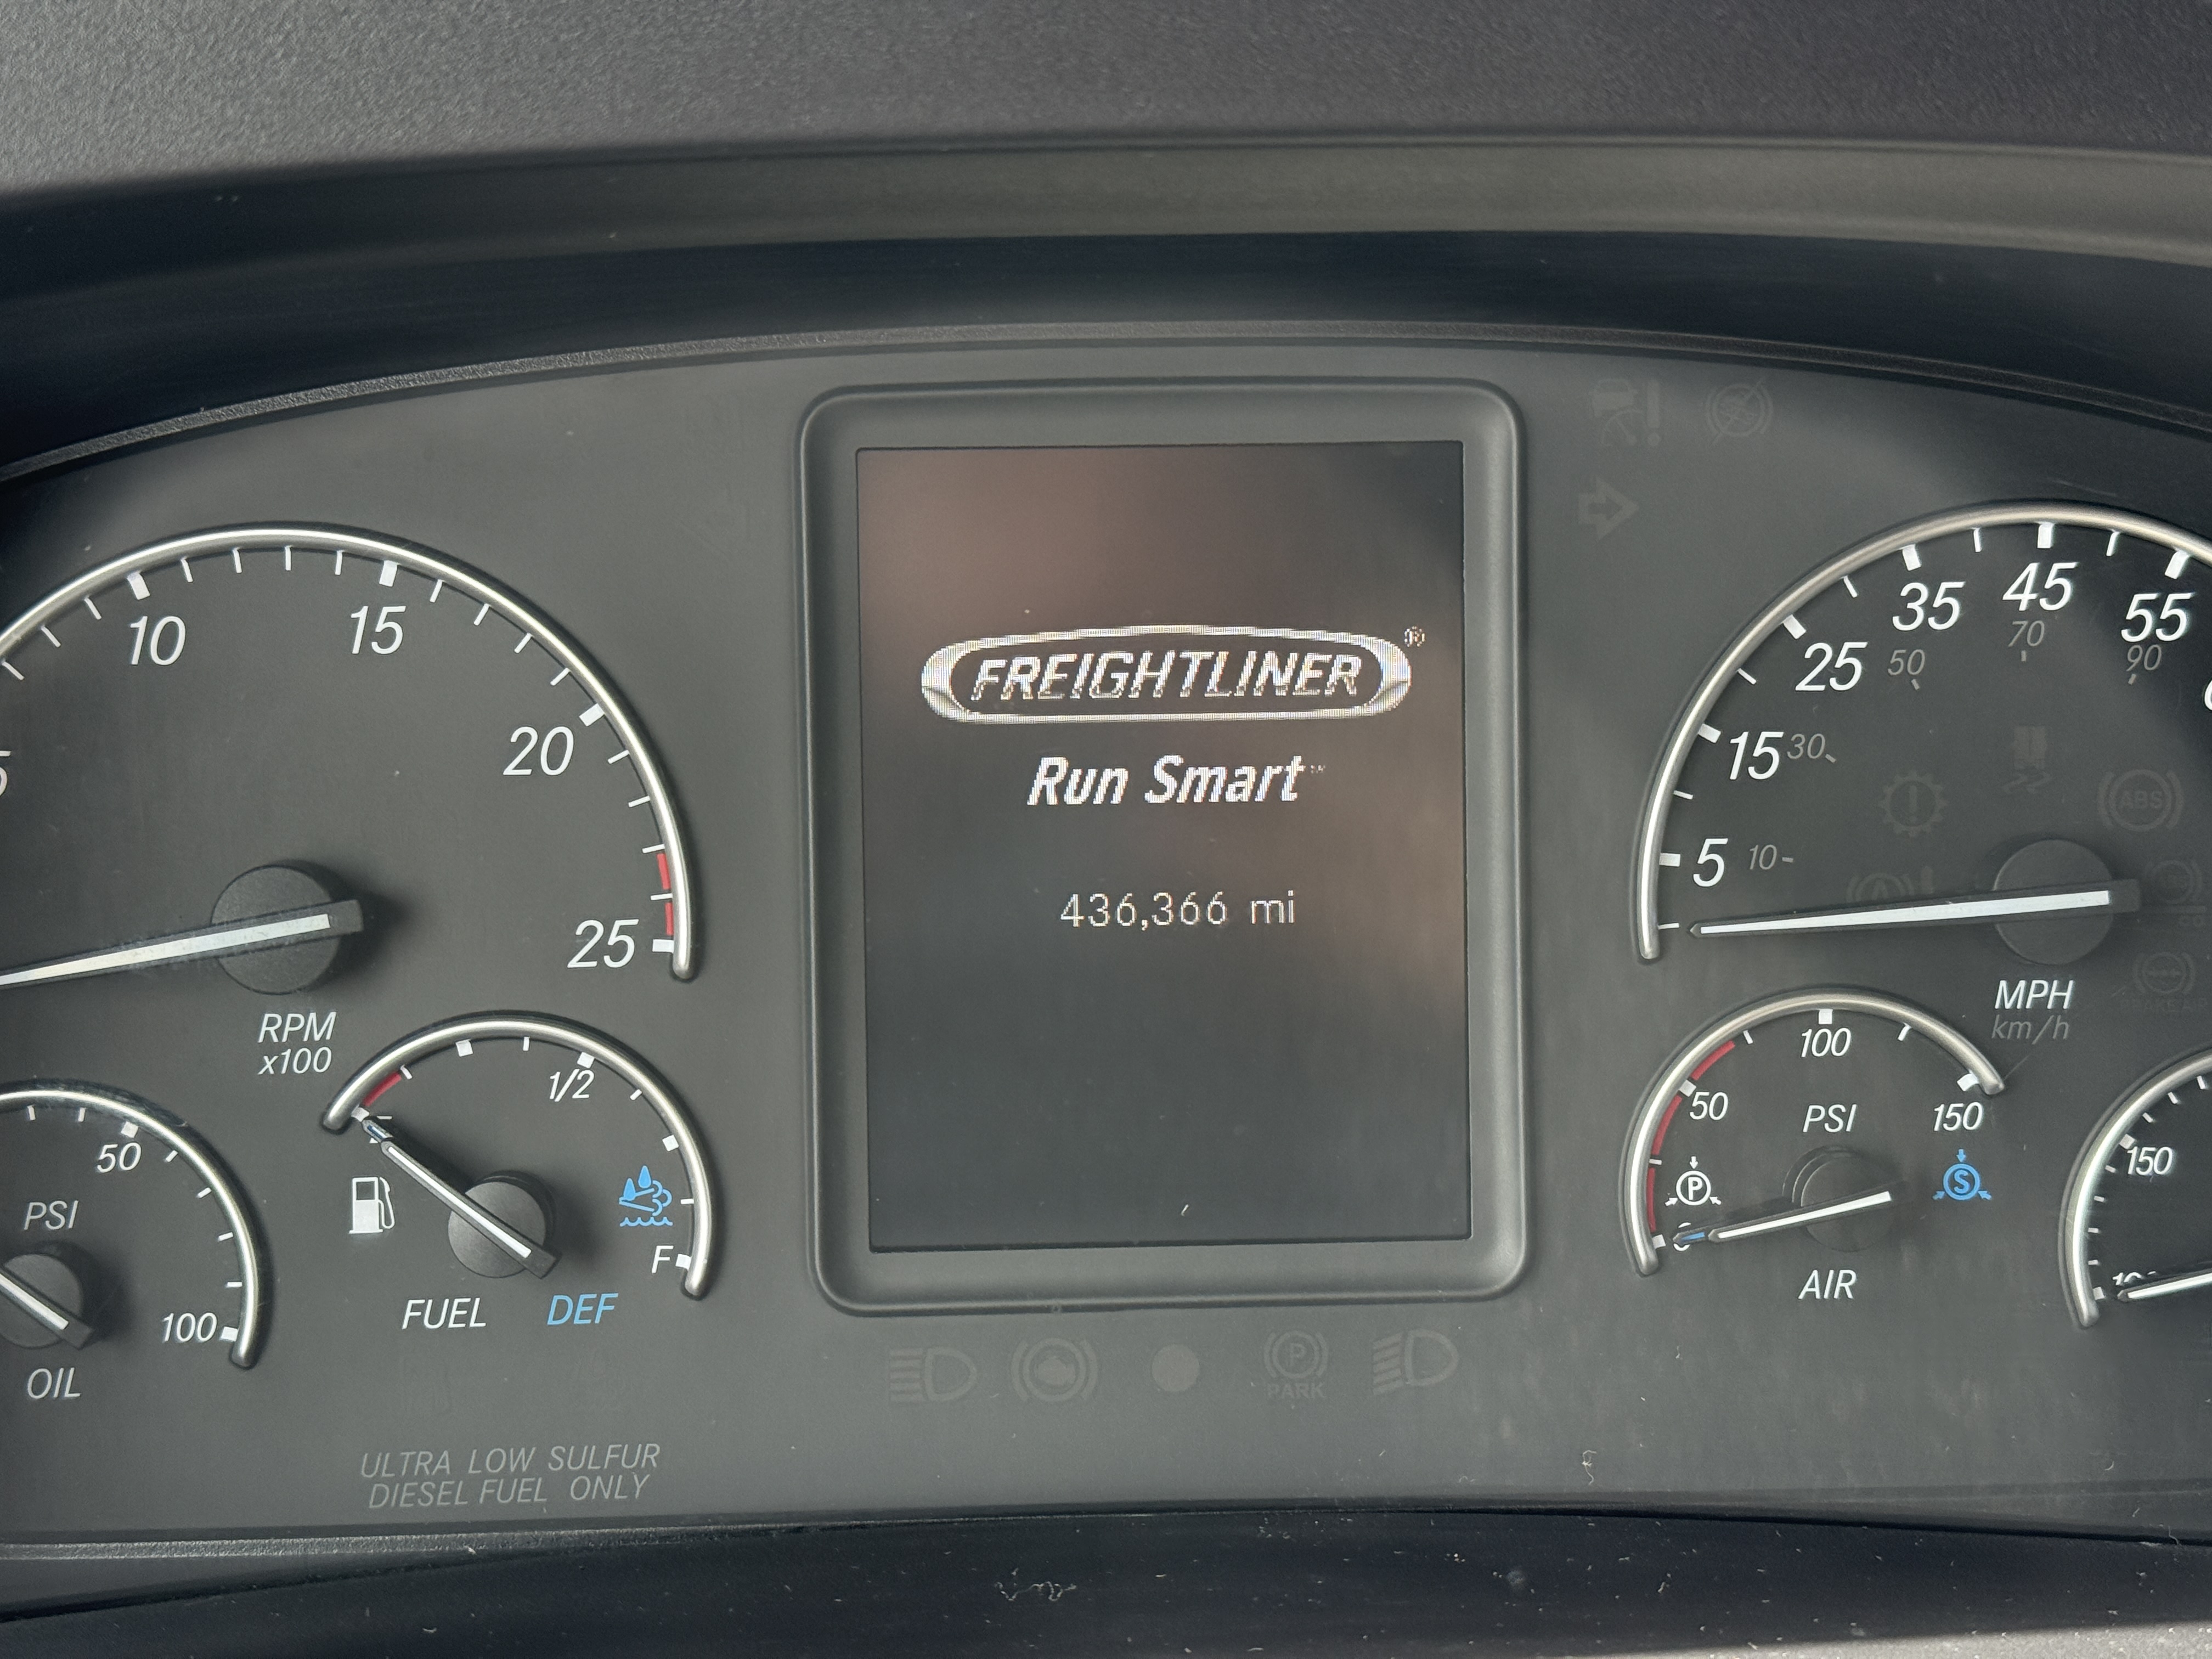 FREIGHTLINER®
Run Smart
436,366 mi
10
15
20
25
RPM
x100
1/2
F
FUEL
DEF
50
PSI
100
OIL
ULTRA LOW SULFUR
DIESEL FUEL ONLY
5
10
15
30
25
50
35
45
70
55
90
MPH
km/h
ABS
50
100
150
PSI
P
S
AIR
150
P
PARK